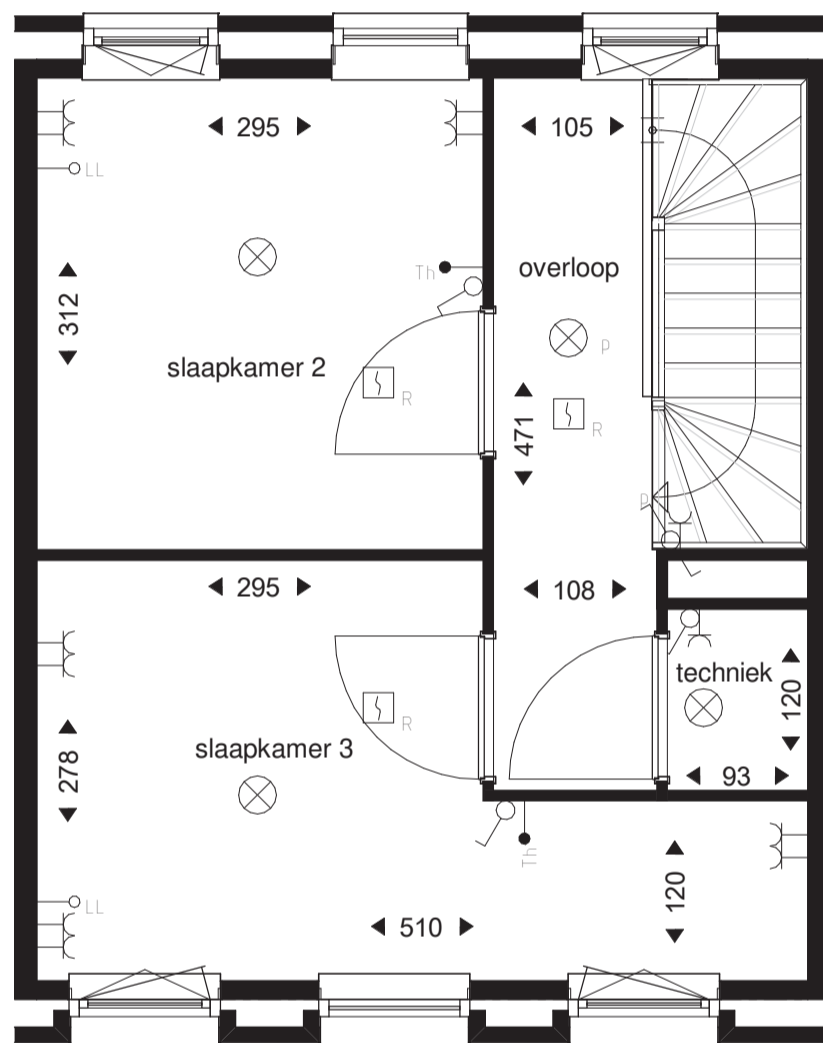 295
105
LL
Th
overloop
312
p
slaapkamer 2
R
471
R
p
295
108
techniek
120
R
93
slaapkamer 3
278
Th
120
LL
510